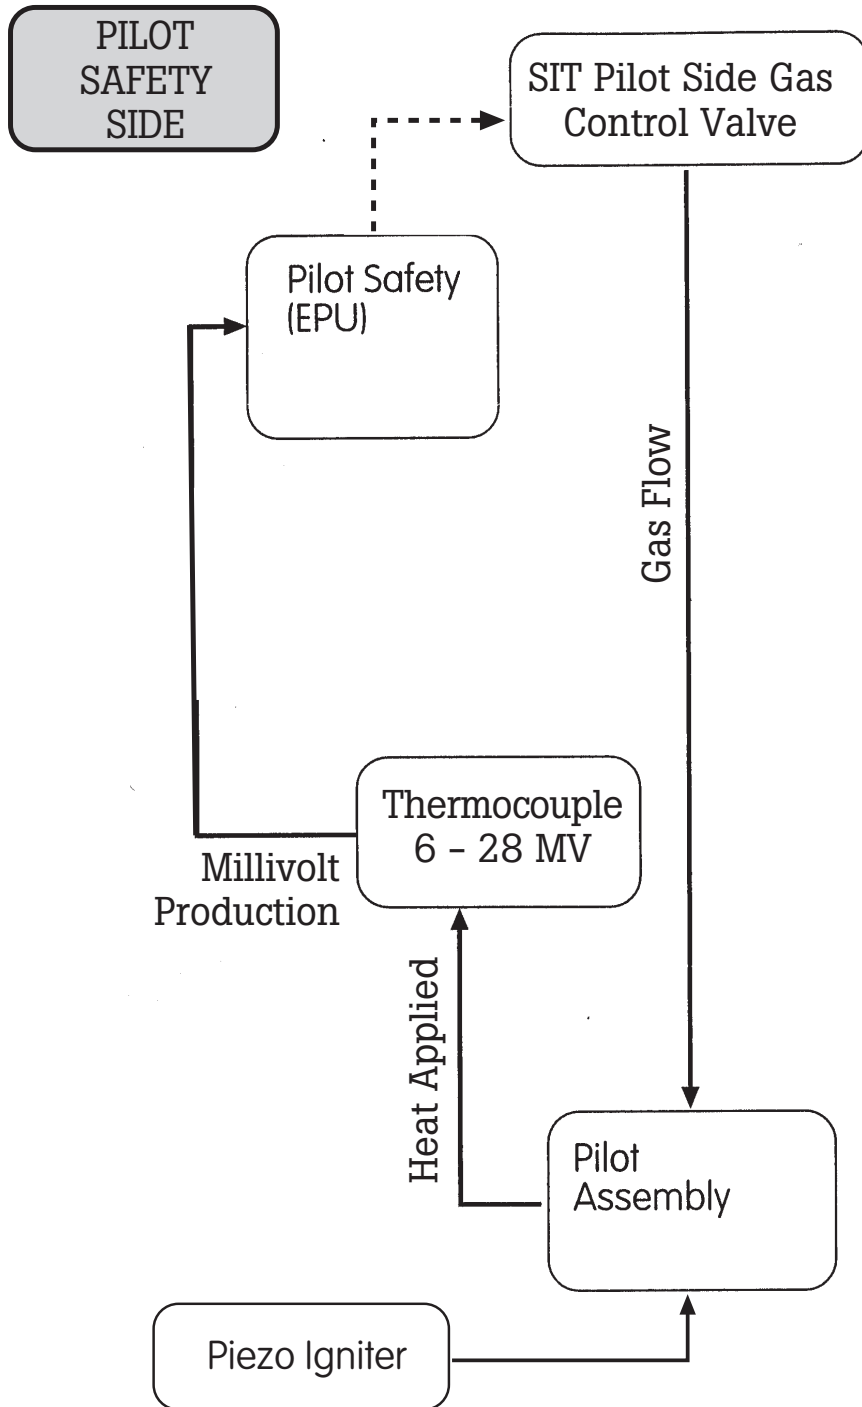 PILOT
SAFETY
SIDE
SIT Pilot Side Gas
Control Valve
Pilot Safety
(EPU)
Gas Flow
Thermocouple
6 – 28 MV
Millivolt
Production
Heat Applied
Pilot
Assembly
Piezo Igniter